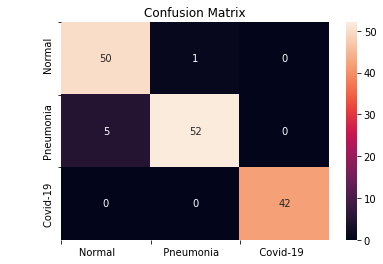 Confusion Matrix
Normal 50 1 0
Pneumonia 5 52 0
Covid-19 0 0 42
Normal Pneumonia Covid-19
50
40
30
20
10
0